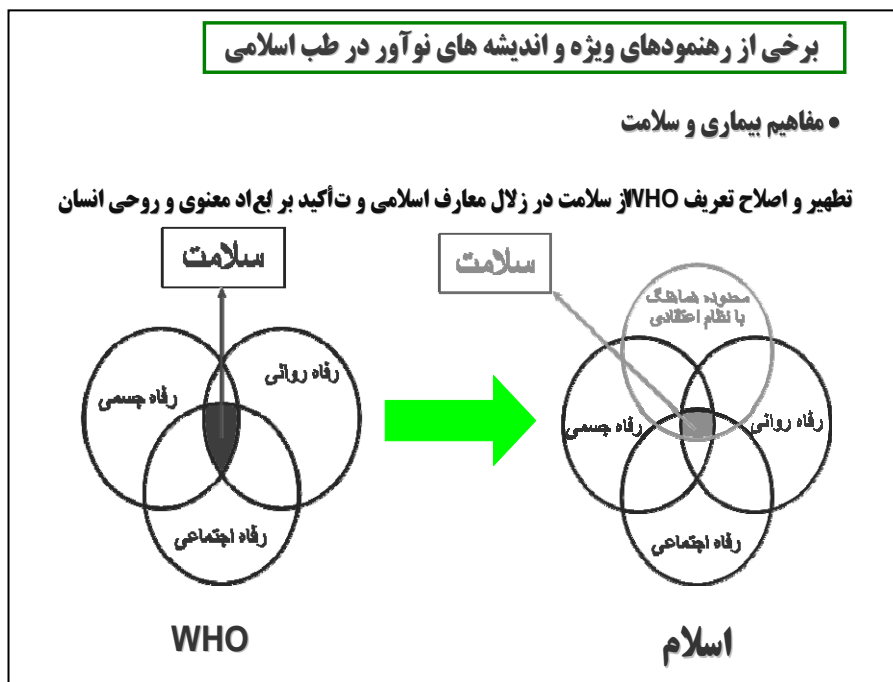 برخی از رهنمودهای ویژه و اندیشه های نوآور در طب اسلامی
• مفاهیم بیماری و سلامت
تطهیر و اصلاح تعریف WHO از سلامت در زلال معارف اسلامی و تأکید بر ابعاد معنوی و روحی انسان
سلامت
سلامت
محدوده هماهنگ
با نظام اعتقادی
رفاه روانی
رفاه جسمی
رفاه اجتماعی
رفاه روانی
رفاه جسمی
رفاه اجتماعی
اسلام
WHO